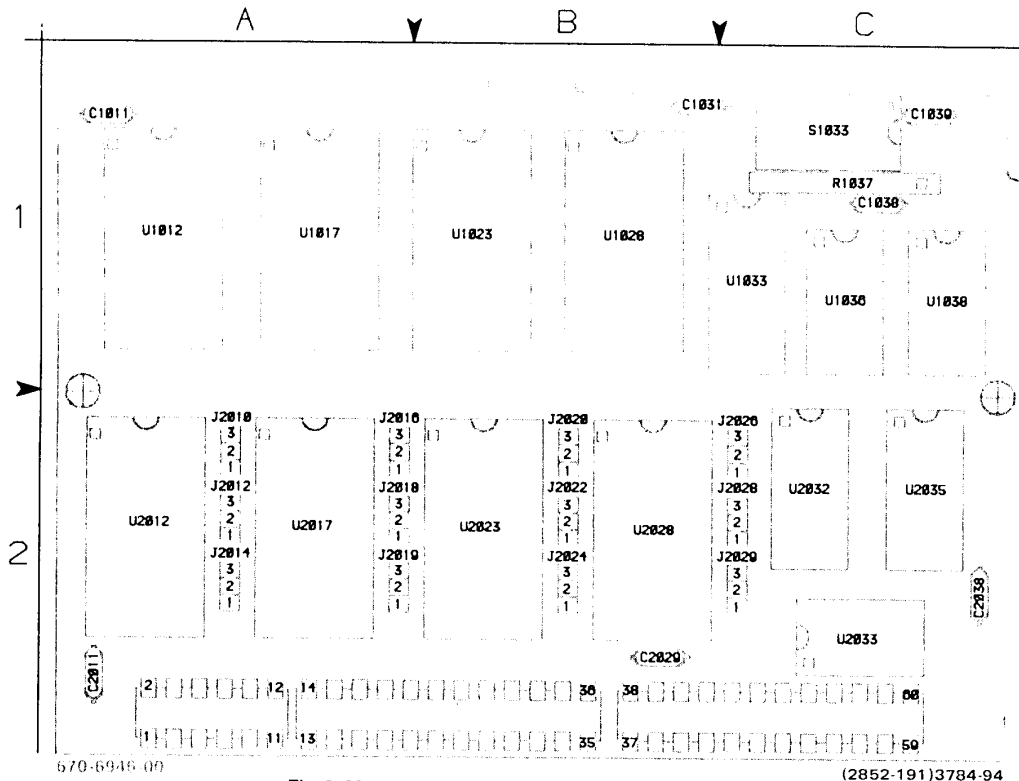 A B C
C1011 C1031 S1033 C1039
R1037
C1038
1
U1012 U1017 U1023 U1028 U1033 U1036 U1038
J2010 J2016 J2020 J2026
3 3 3 3
2 2 2 2
1 1 1 1
J2012 J2018 J2022 J2028
U2032 U2035
3 3 3 3
2 U2012 2 U2017 2 U2023 2 U2028 2
1 1 1 1
J2014 J2019 J2024 J2029
3 3 3 3
2 2 2 2
1 1 1 1
C2038
U2033
C2011 C2029
2 12 14 36 38 60
1 11 13 35 37 59
670-6946-00
(2852-191)3784-94